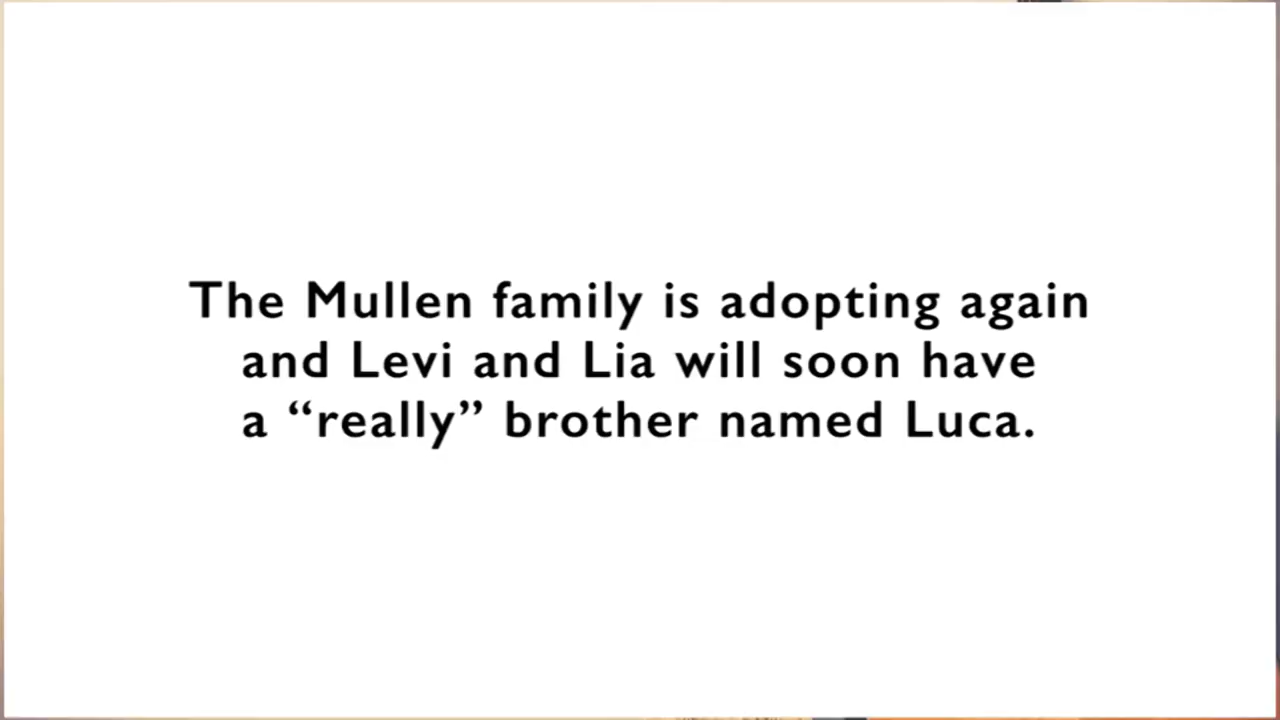 The Mullen family is adopting again
and Levi and Lia will soon have
a “really” brother named Luca.